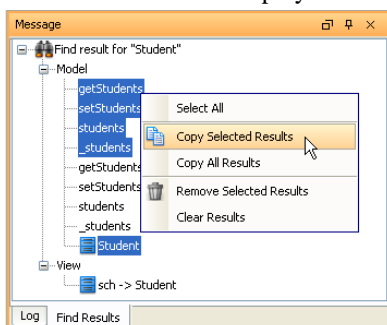 Message
Find result for "Student"
Model
getStudents
setStudents
students
_students
getStudents
setStudents
students
_students
Student
View
sch -> Student
Select All
Copy Selected Results
Copy All Results
Remove Selected Results
Clear Results
Log
Find Results